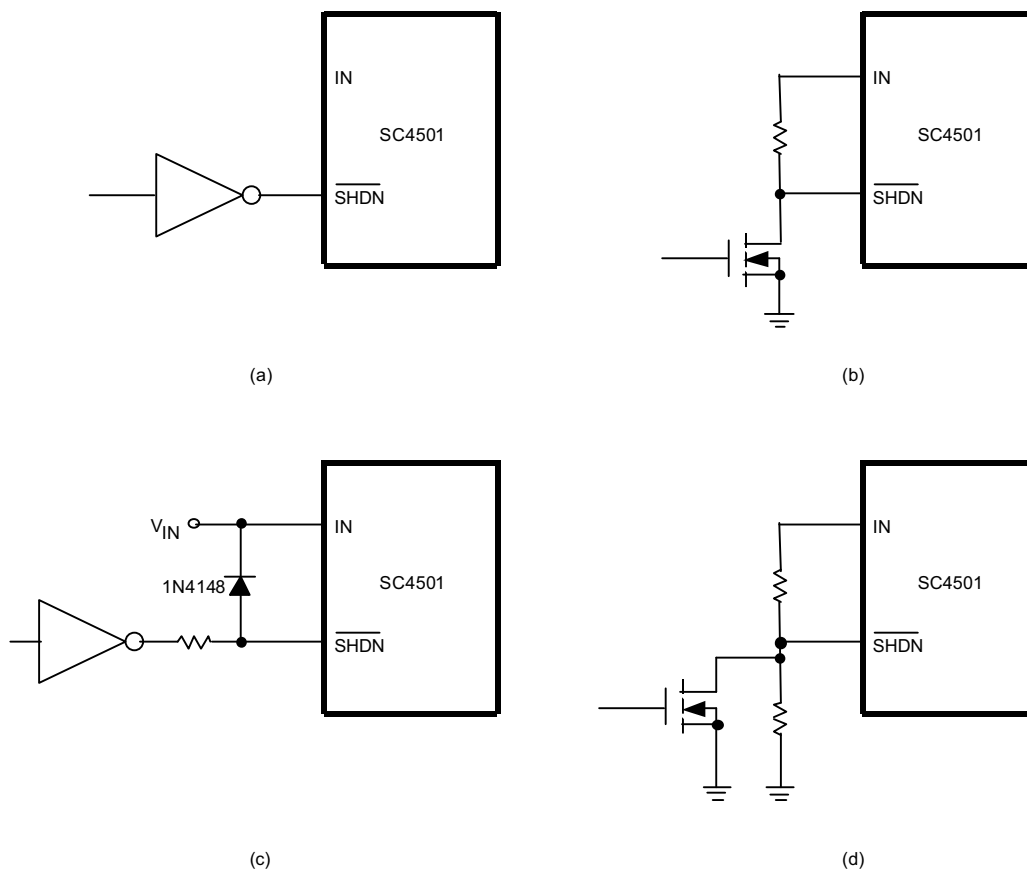 IN
SC4501
SHDN
(a)
IN
SC4501
SHDN
(b)
VIN
IN
1N4148
SC4501
SHDN
(c)
IN
SC4501
SHDN
(d)